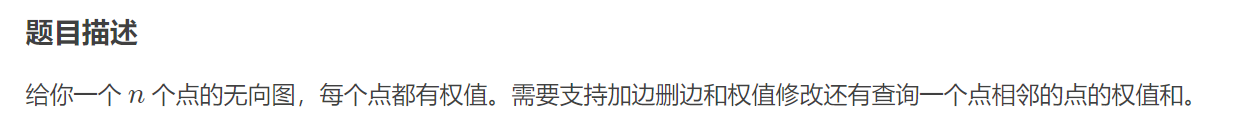 题目描述
给你一个 n 个点的无向图，每个点都有权值。需要支持加边删边和权值修改还有查询一个点相邻的点的权值和。